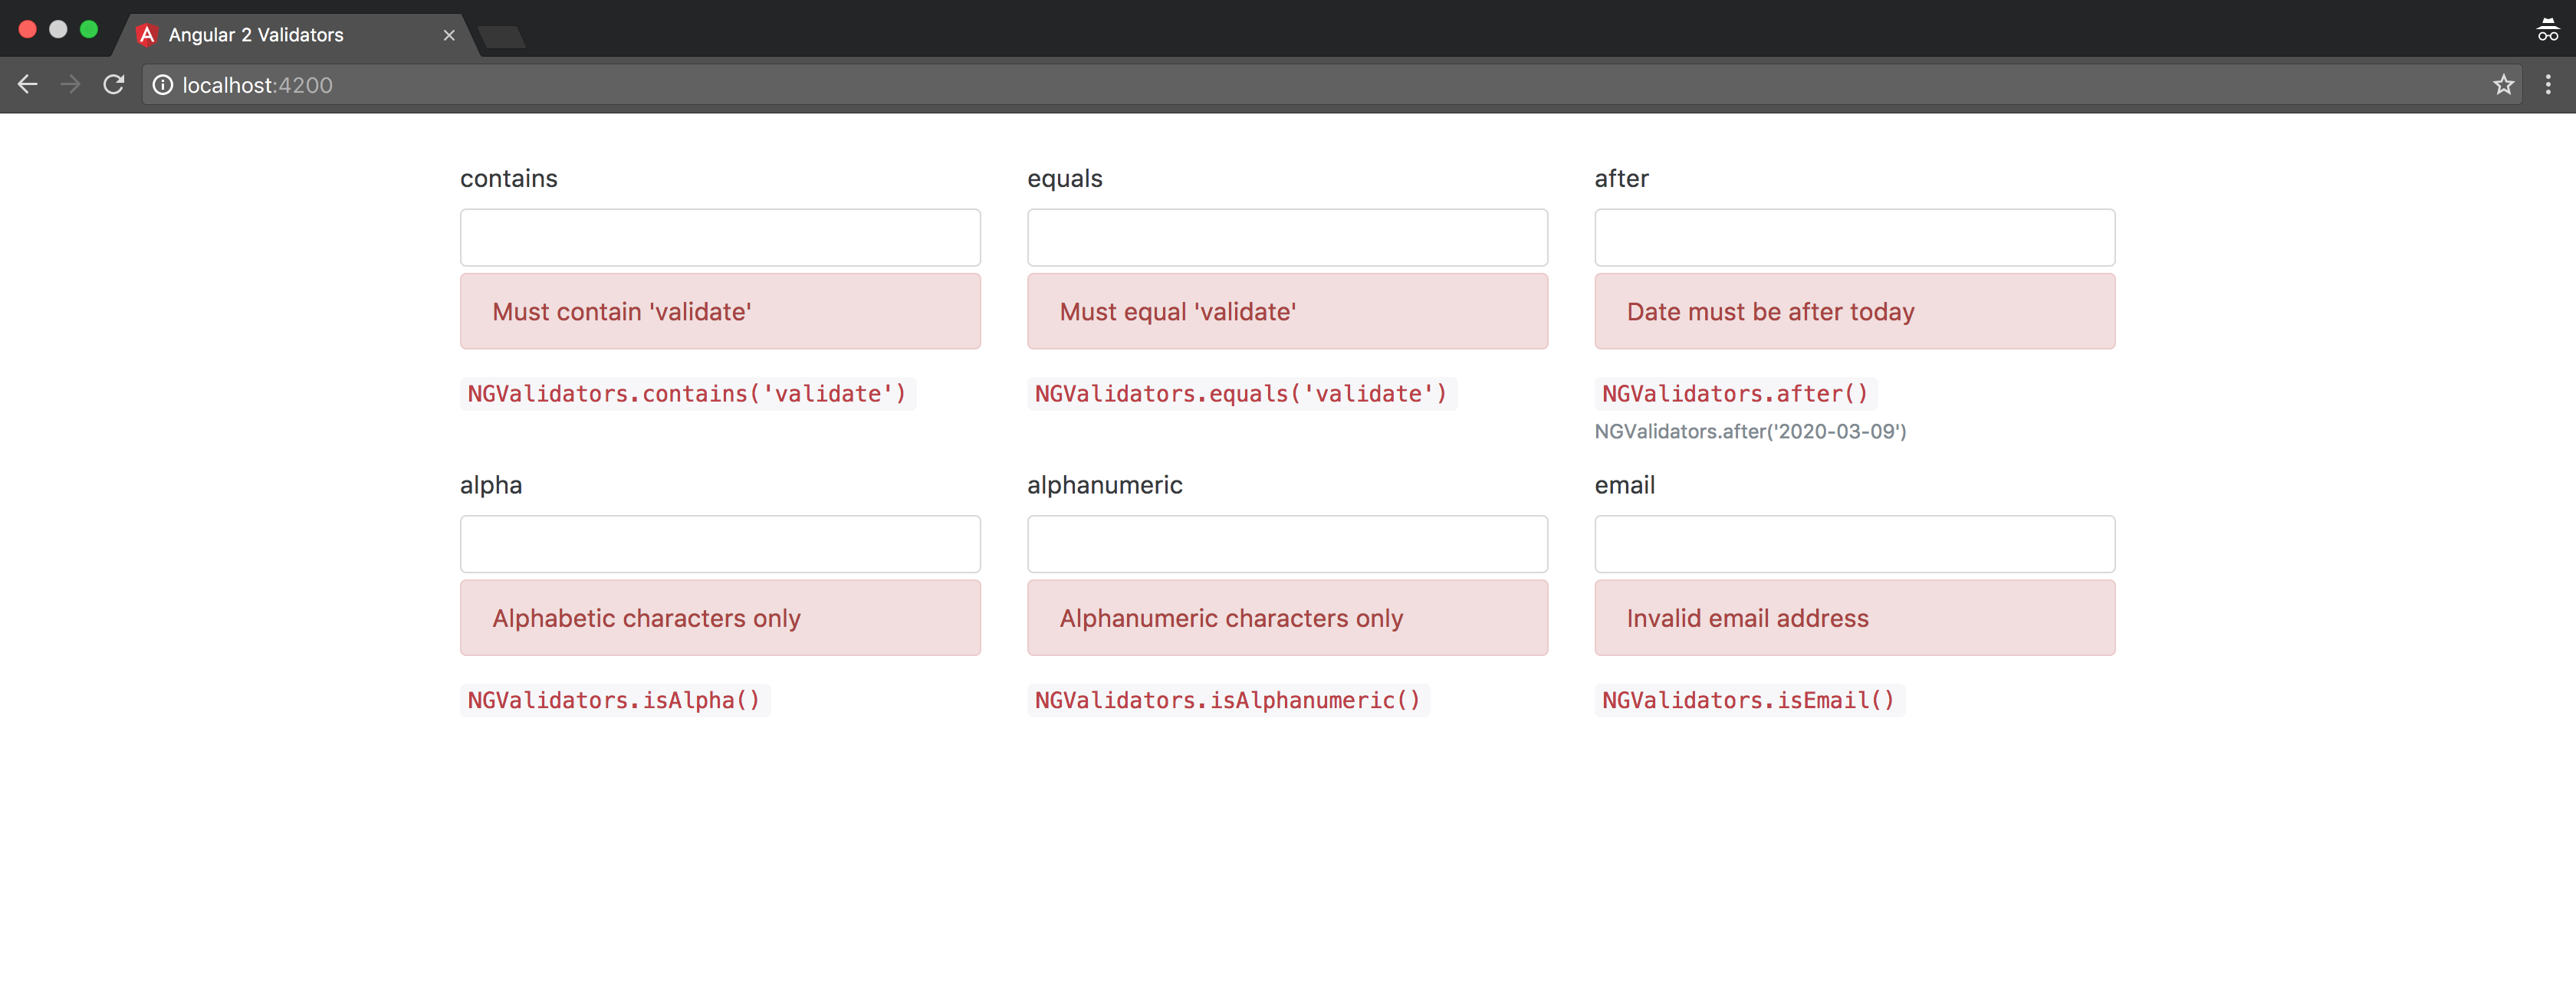 Angular 2 Validators
localhost:4200
contains
equals
after
Must contain 'validate'
Must equal 'validate'
Date must be after today
NGValidators.contains('validate')
NGValidators.equals('validate')
NGValidators.after()
NGValidators.after('2020-03-09')
alpha
alphanumeric
email
Alphabetic characters only
Alphanumeric characters only
Invalid email address
NGValidators.isAlpha()
NGValidators.isAlphanumeric()
NGValidators.isEmail()